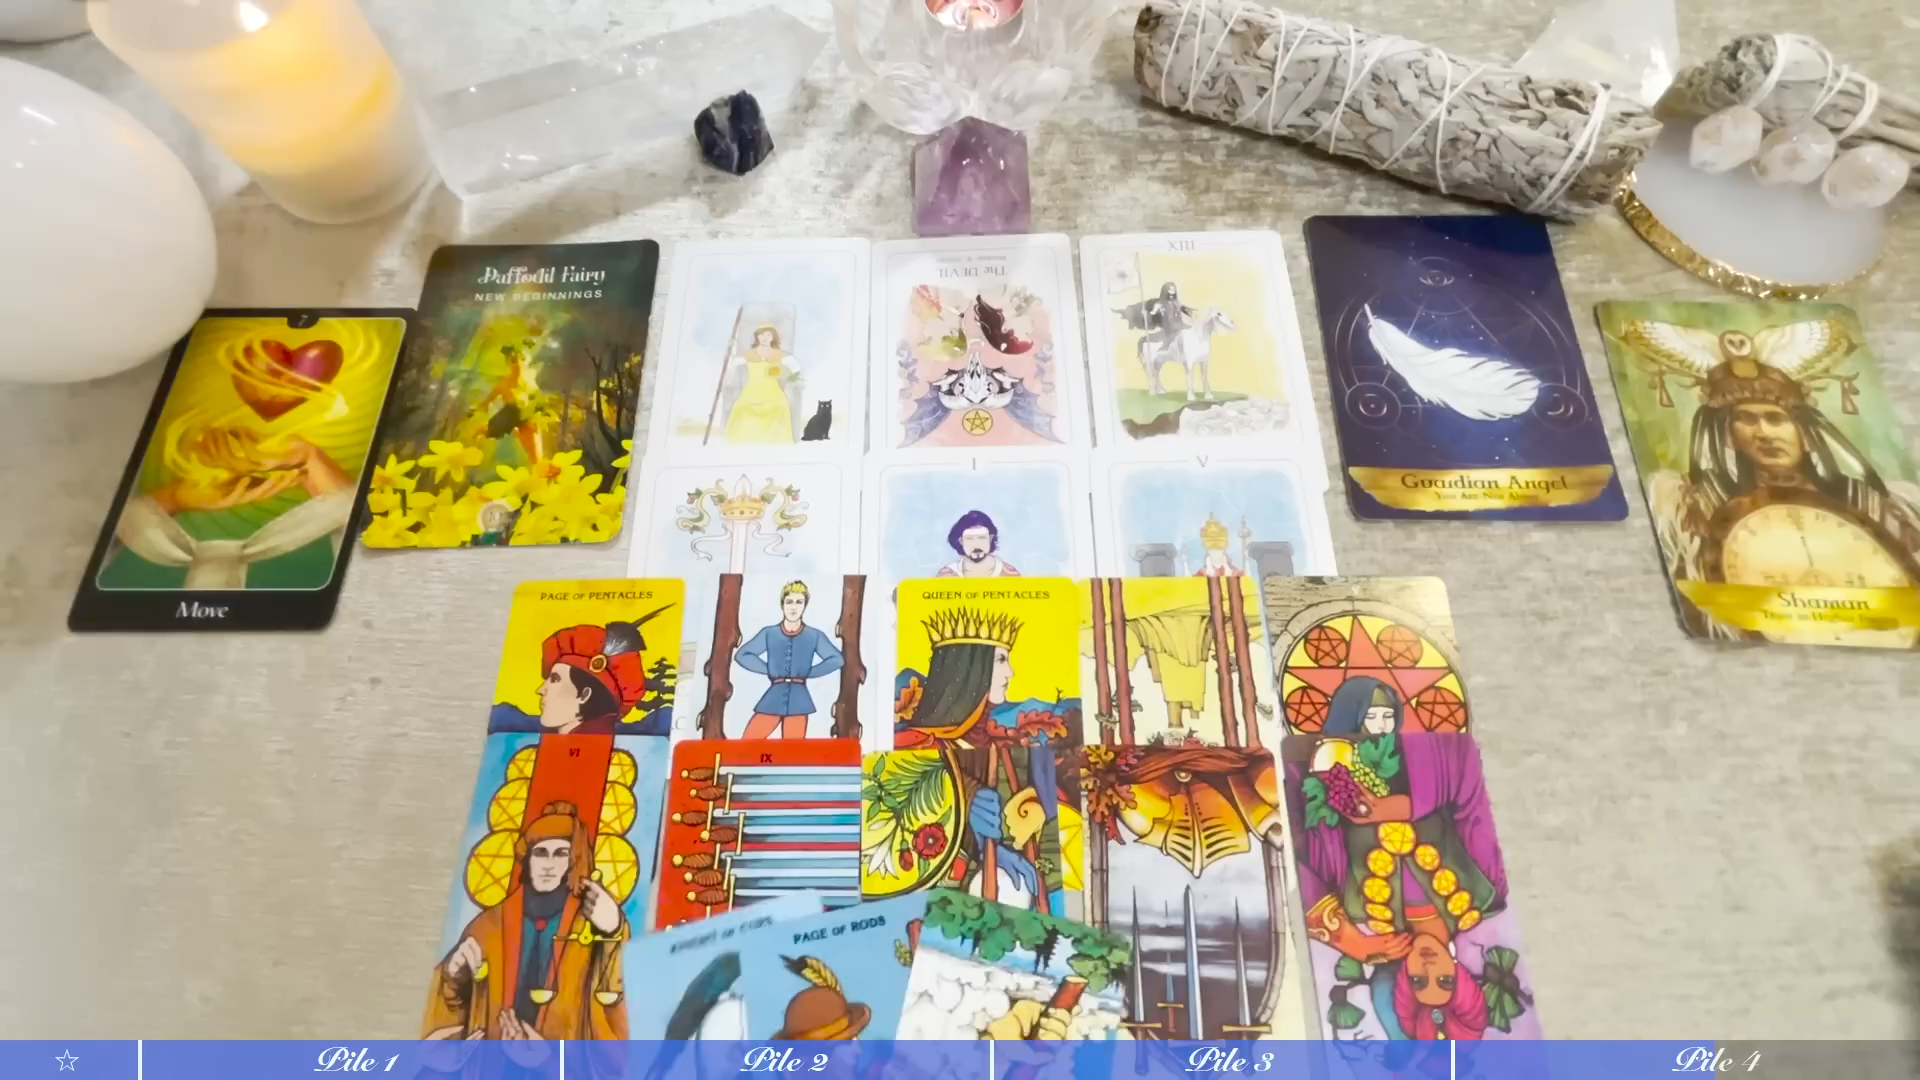 XIII
Daffodil Fairy
NEW BEGINNINGS
The DEVIL
7
Guardian Angel
You Are Not Alone
I
V
Move
Shaman
PAGE OF PENTACLES
QUEEN OF PENTACLES
V
VI
IX
PAGE OF RODS
☆
Pile 1
Pile 2
Pile 3
Pile 4